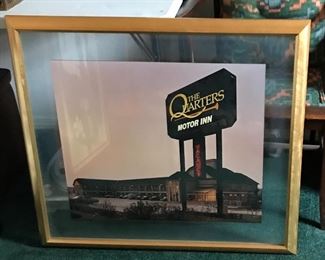 THE
QUARTERS
MOTOR INN